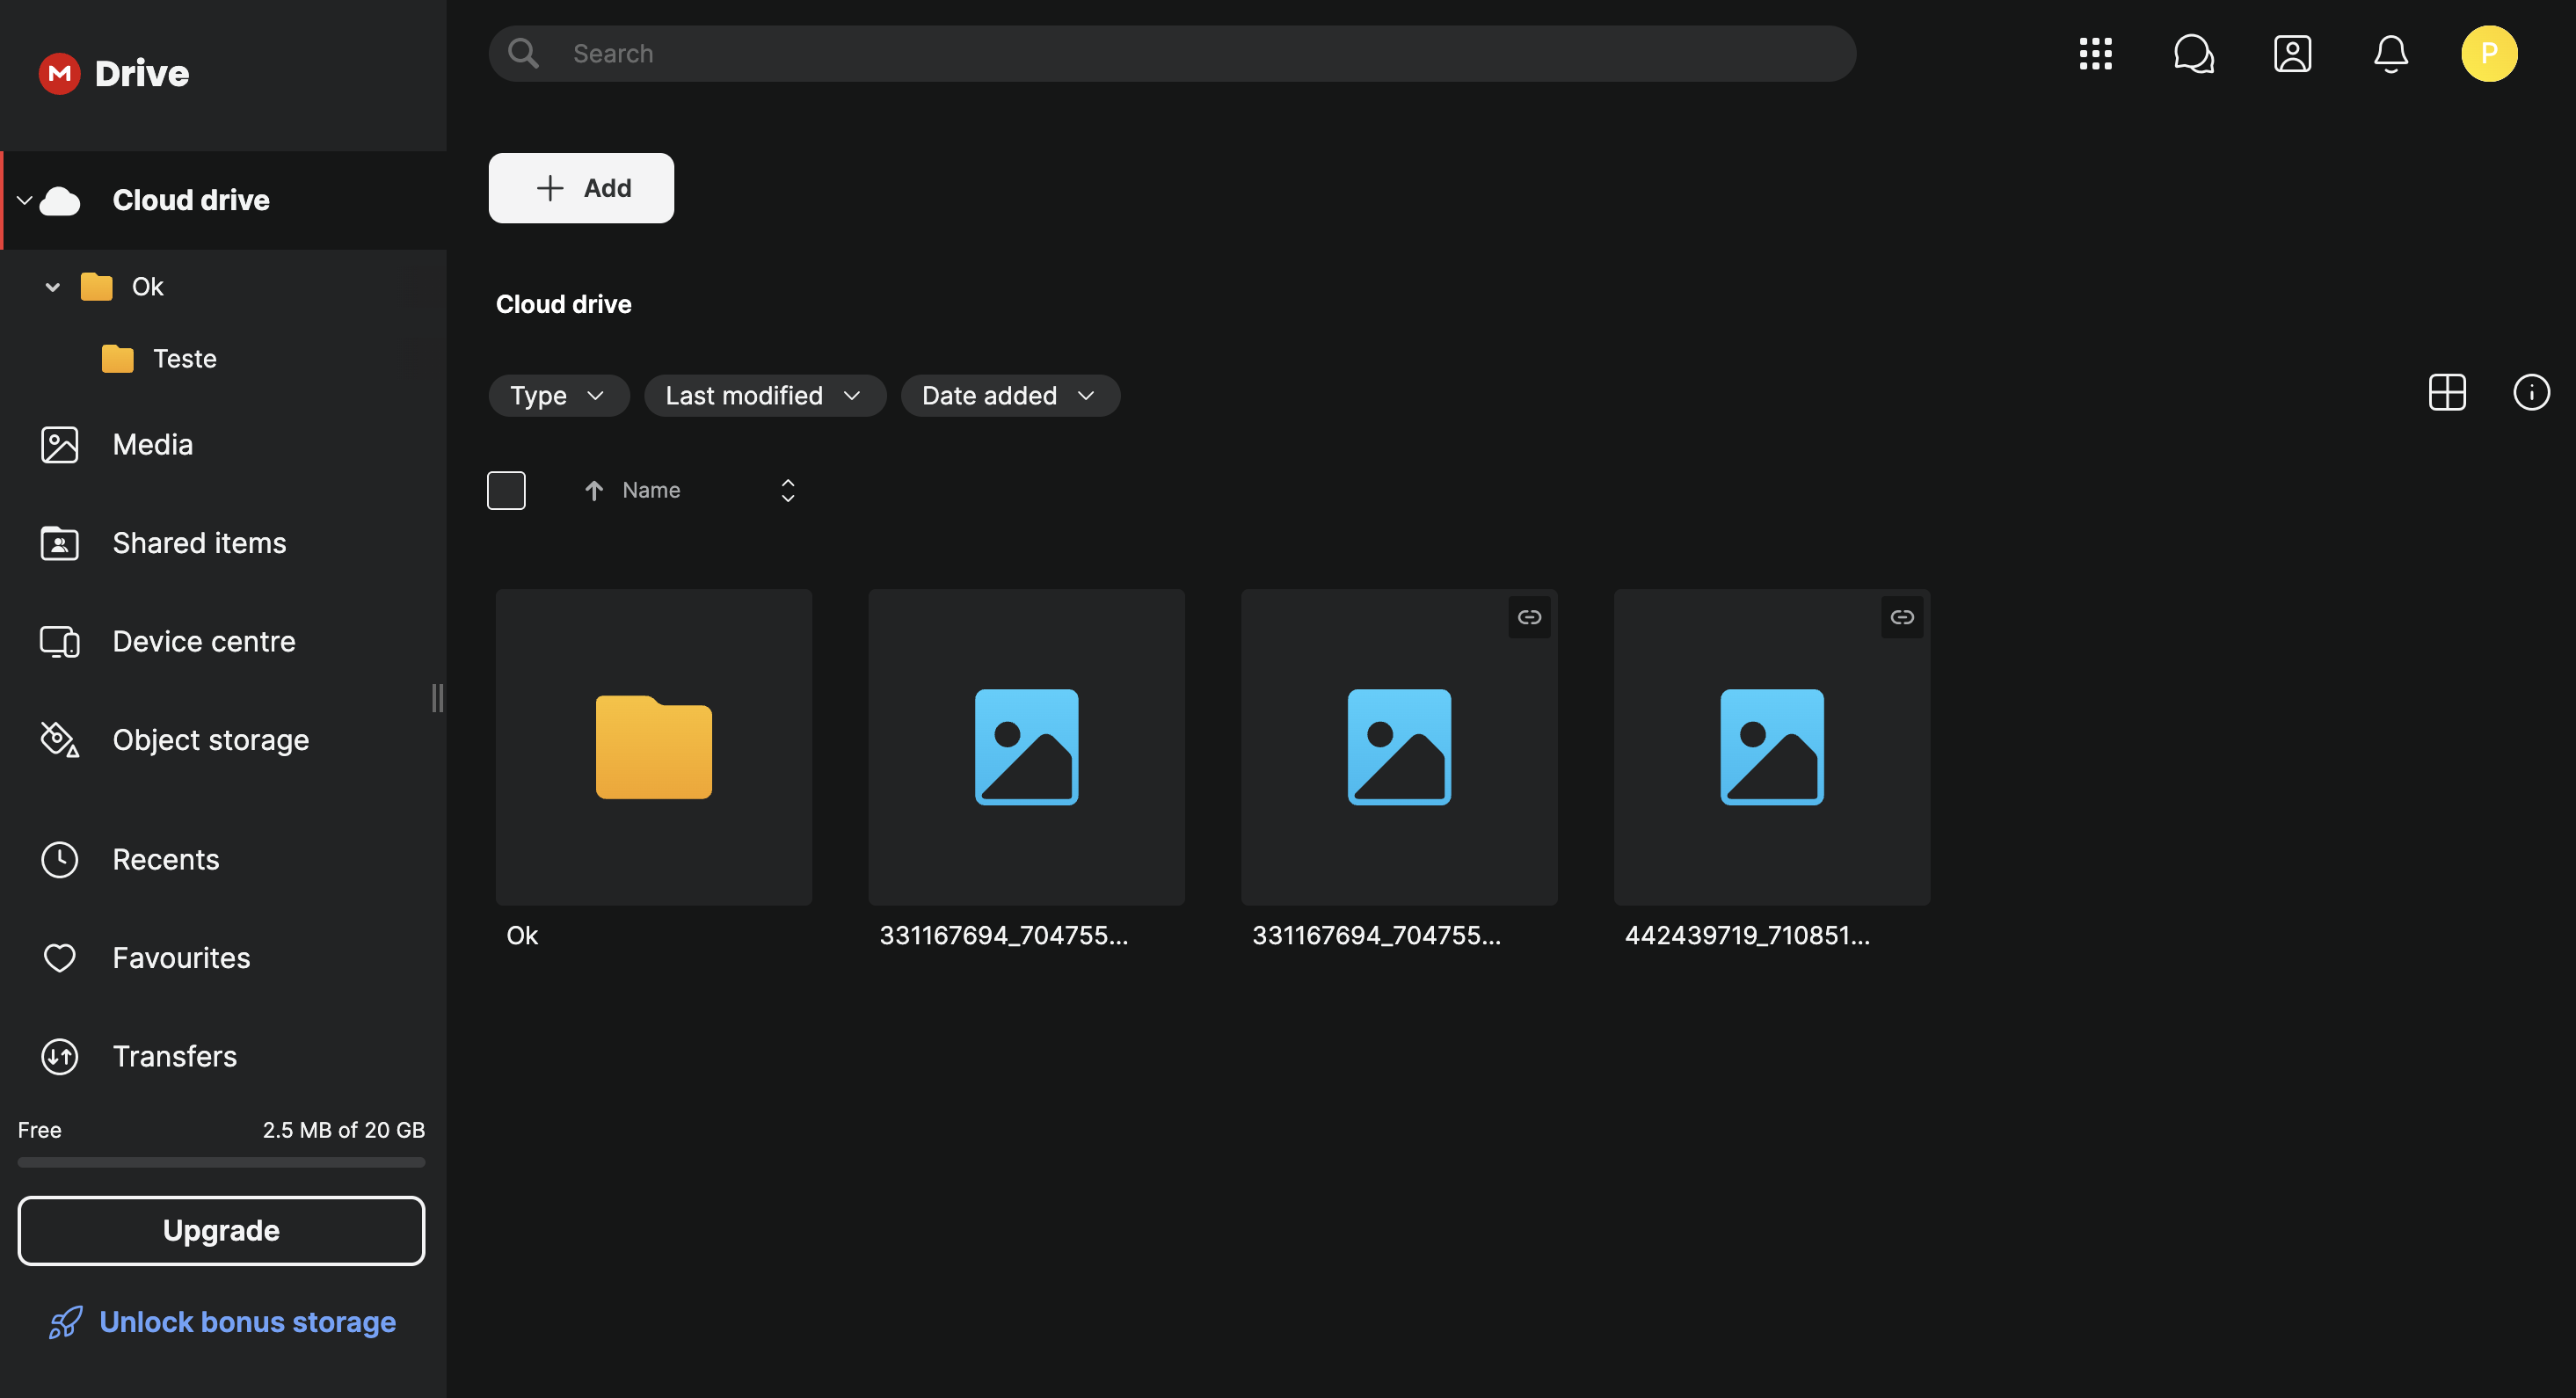 Drive
Search
P
Cloud drive
Add
Ok
Cloud drive
Teste
Type
Last modified
Date added
Media
Name
Shared items
Device centre
Object storage
Recents
Ok
331167694_704755...
331167694_704755...
442439719_710851...
Favourites
Transfers
Free
2.5 MB of 20 GB
Upgrade
Unlock bonus storage